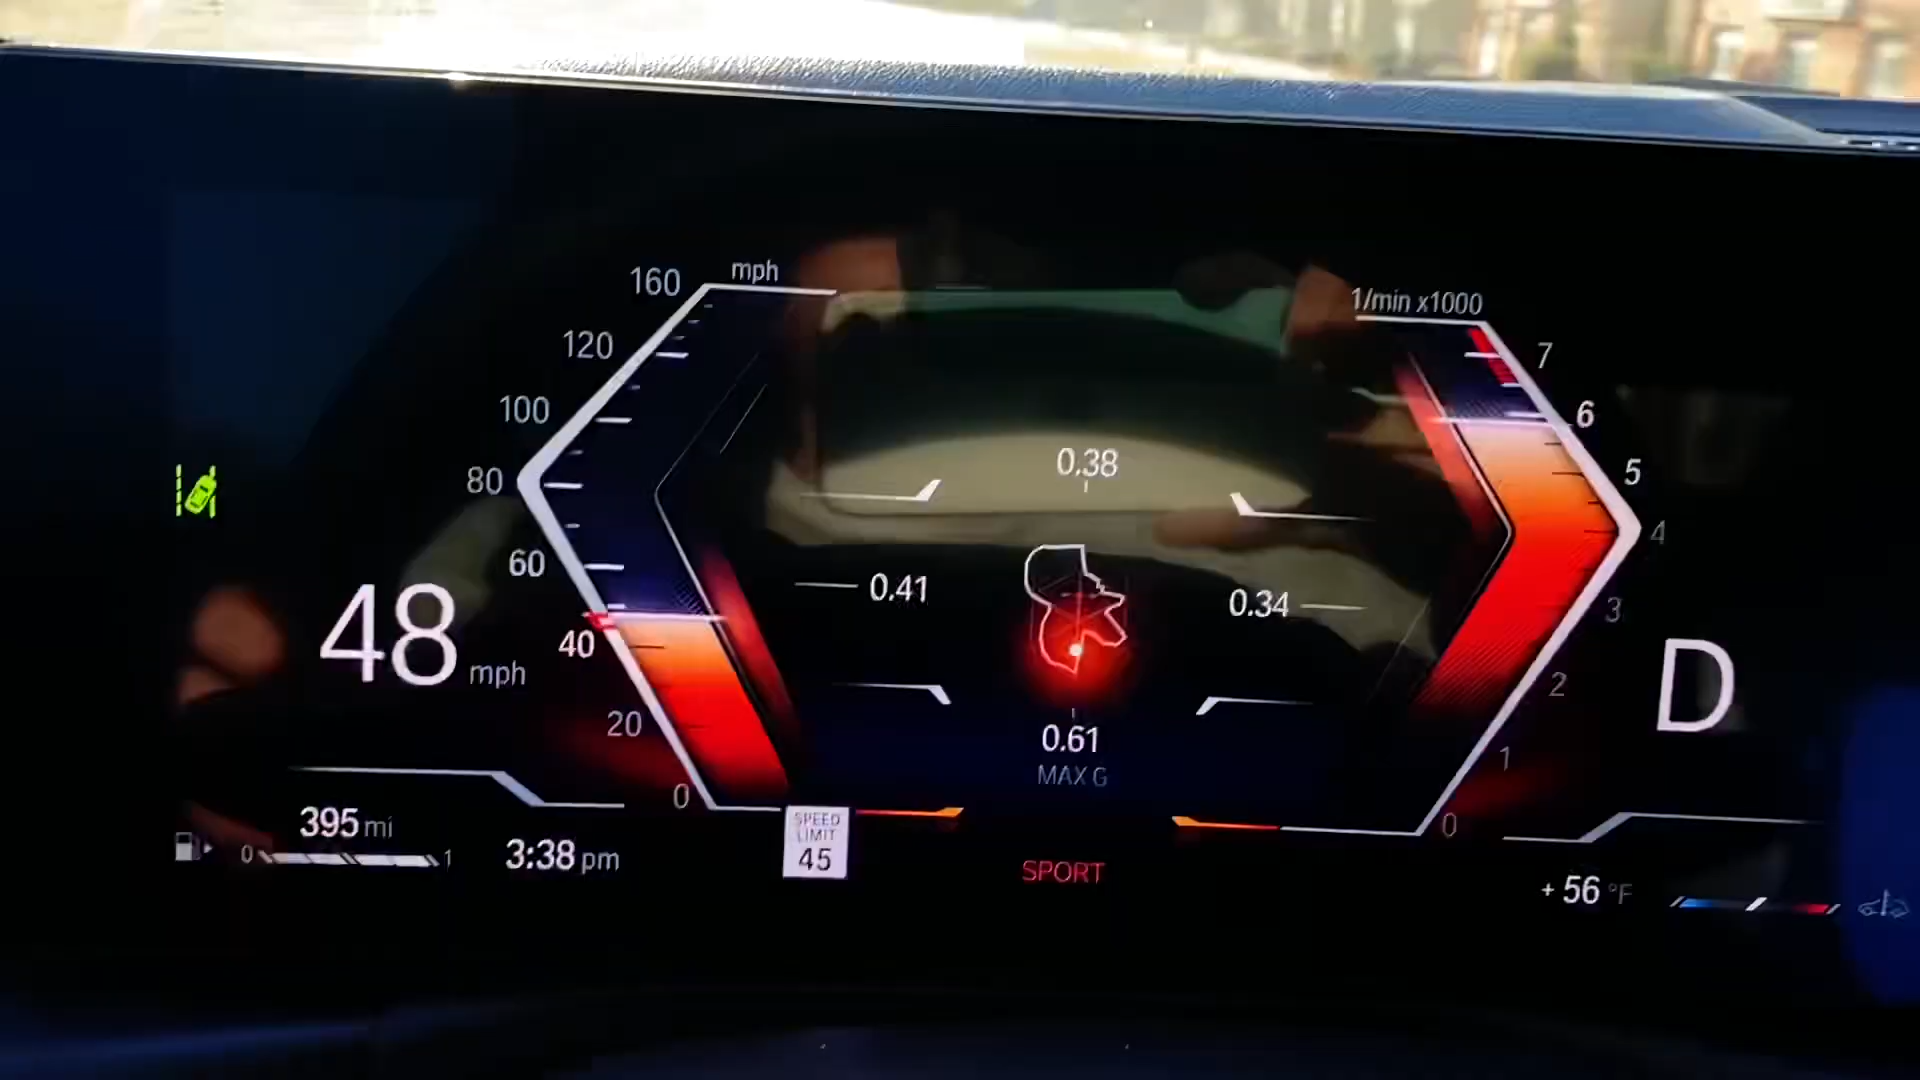 160 mph
120
100
80
60
40
20
0
48 mph
1/min x1000
7
6
5
4
3
2
1
0
0.38
0.41
0.34
0.61
MAX G
D
395 mi
0 1
3:38 pm
SPEED
LIMIT
45
SPORT
+ 56 °F